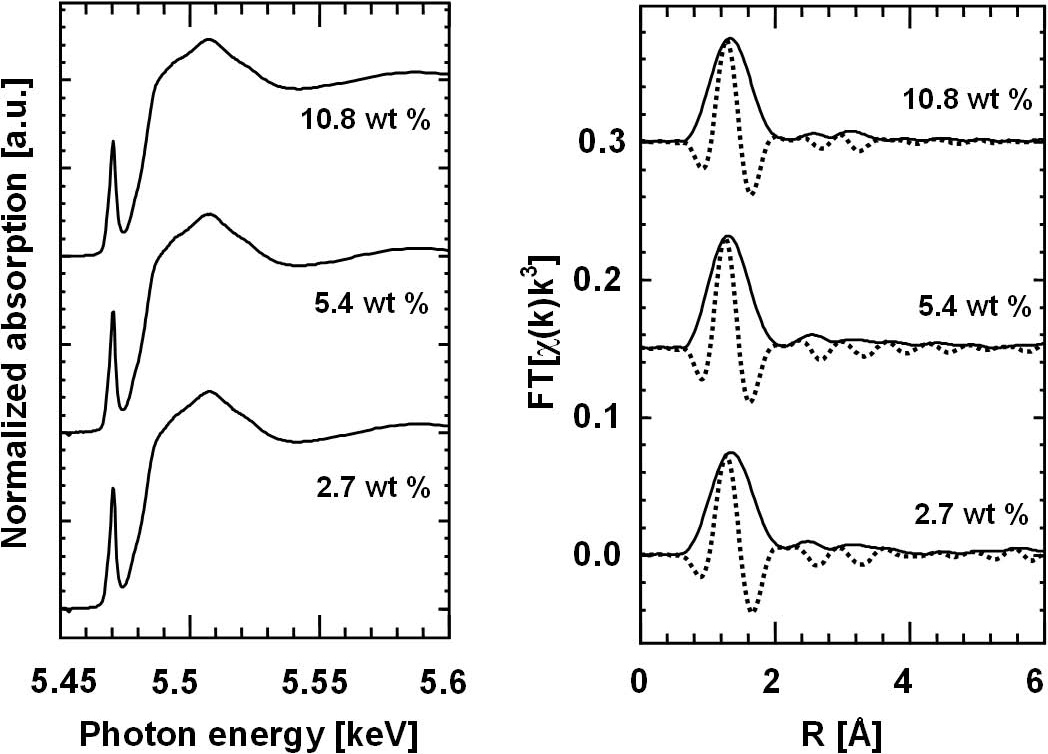 Normalized absorption [a.u.]
10.8 wt %
5.4 wt %
2.7 wt %
5.45 5.5 5.55 5.6
Photon energy [keV]
FT[χ(k)k³]
0.3
0.2
0.1
0.0
10.8 wt %
5.4 wt %
2.7 wt %
0 2 4 6
R [Å]